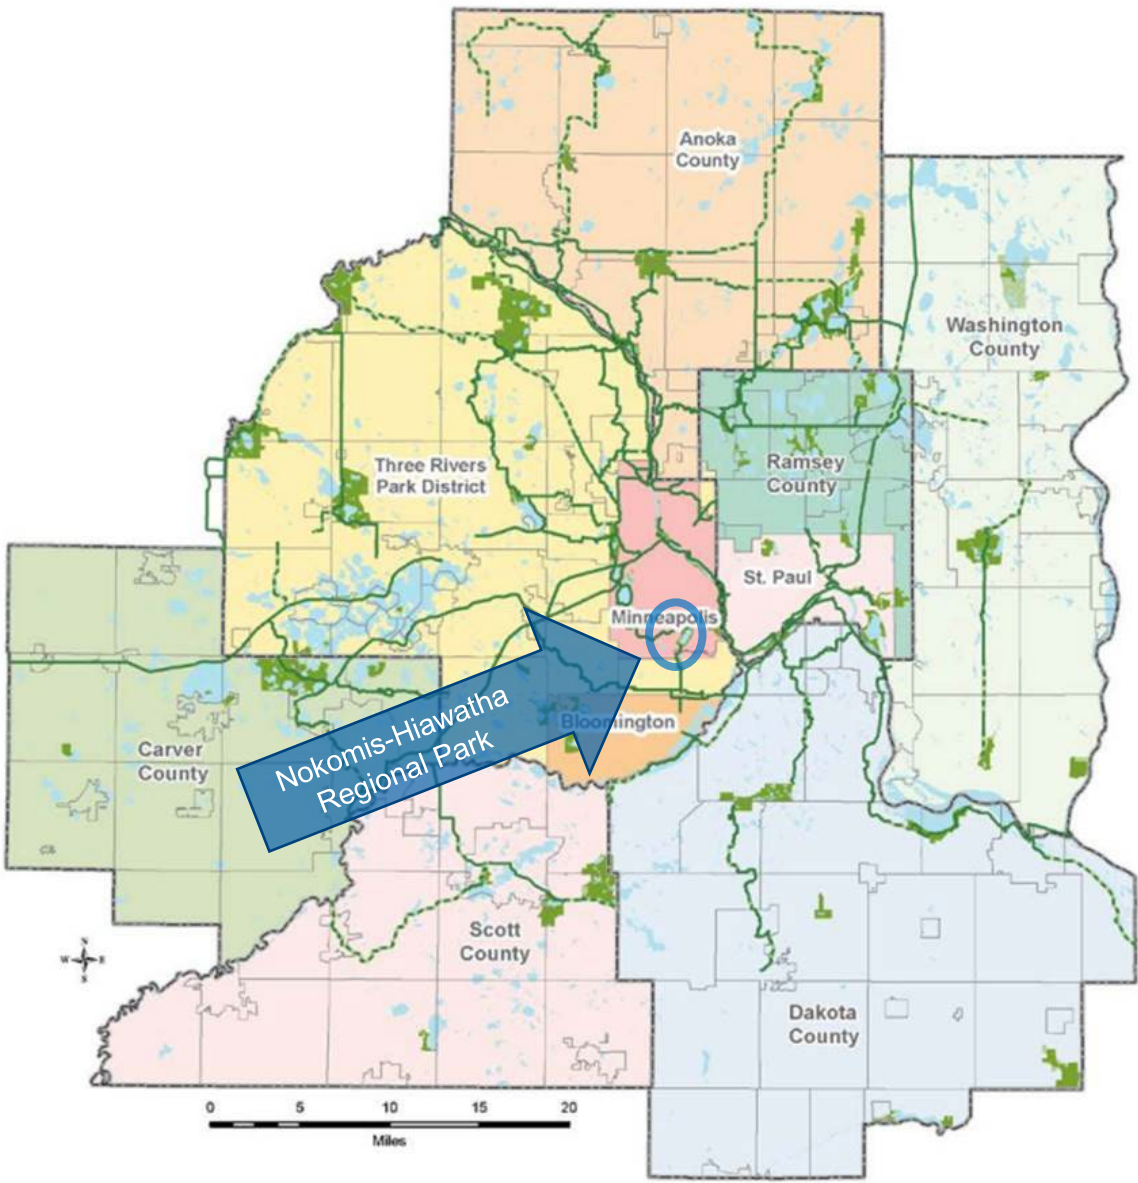 Anoka
County
Washington
County
Three Rivers
Park District
Ramsey
County
St. Paul
Minneapolis
Nokomis-Hiawatha
Regional Park
Bloomington
Carver
County
Scott
County
N
W
E
S
Dakota
County
0 5 10 15 20
Miles